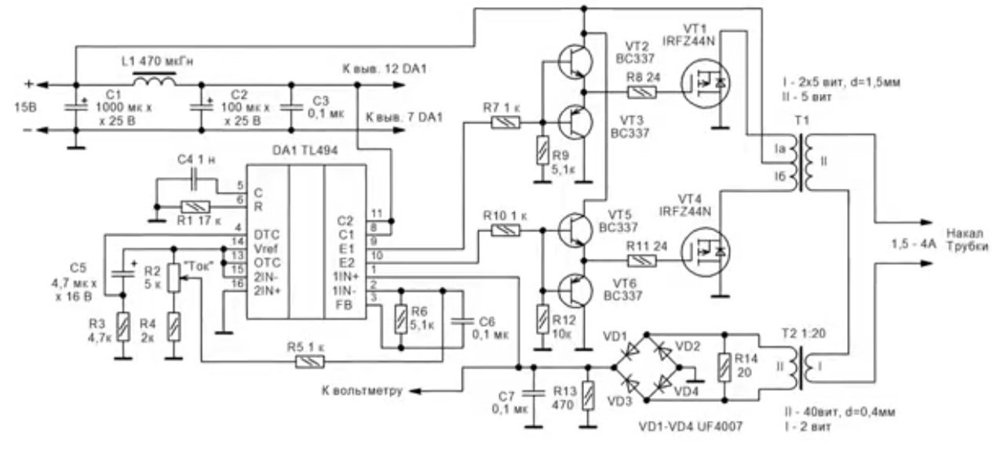 L1 470 мкГн
+
15В
–
C1
1000 мк х
х 25 В
C2
100 мк х
х 25 В
C3
0,1 мк
К выв. 12 DA1
К выв. 7 DA1
DA1 TL494
C4 1 н
R1 17 к
5
6
4
14
13
15
16
C
R
DTC
Vref
OTC
2IN-
2IN+
C2
C1
E1
E2
1IN+
1IN-
FB
11
8
9
10
1
2
3
C5
4,7 мк х
х 16 В
R2
5 к
"Ток"
R3
4,7к
R4
2к
R5 1 к
R6
5,1к
C6
0,1 мк
R7 1 к
R9
5,1к
VT2
BC337
VT3
BC337
R8 24
VT1
IRFZ44N
R10 1 к
R12
10к
VT5
BC337
VT6
BC337
R11 24
VT4
IRFZ44N
I - 2х5 вит, d=1,5мм
II - 5 вит
T1
Iа
Iб
II
1,5 - 4А
Накал
Трубки
T2 1:20
II
I
II - 40вит, d=0,4мм
I - 2 вит
R14
20
VD1
VD2
VD3
VD4
VD1-VD4 UF4007
К вольтметру
C7
0,1 мк
R13
470